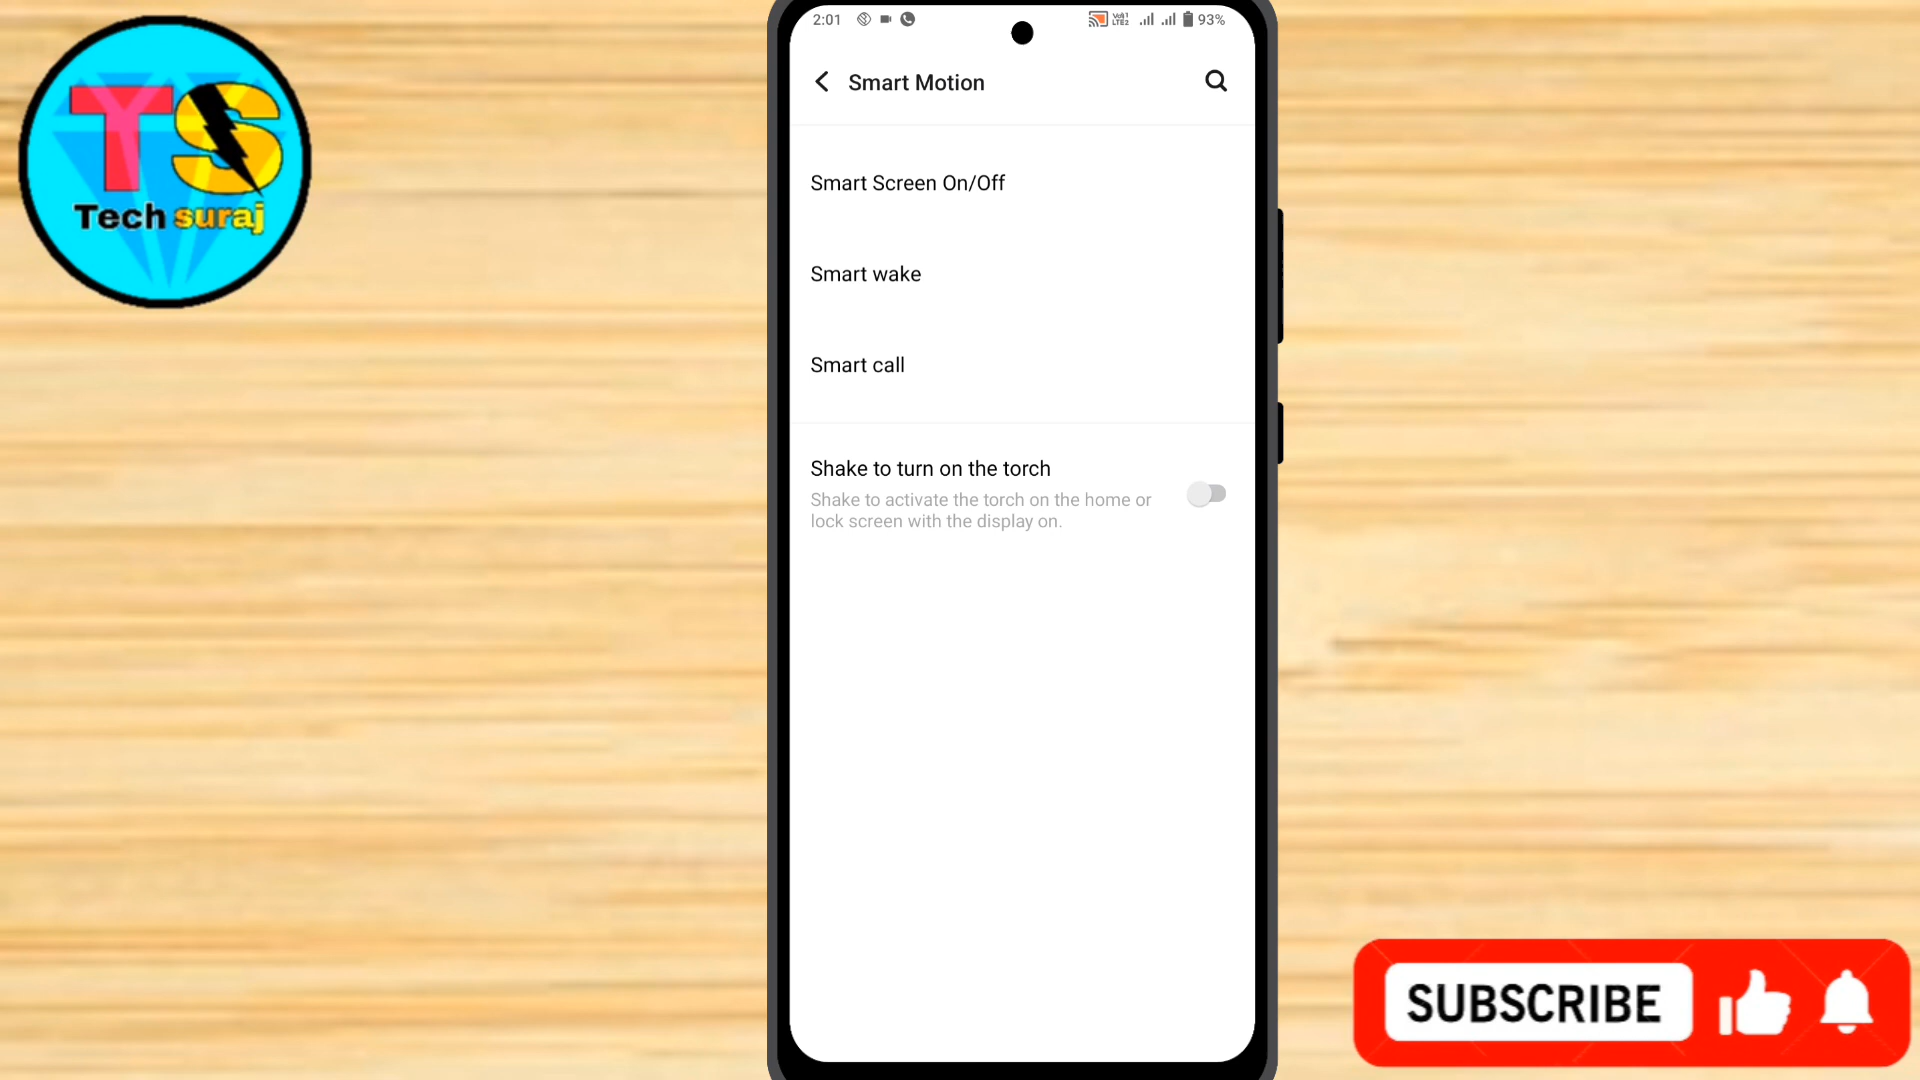 TS
Tech suraj
2:01
93%
Smart Motion
Smart Screen On/Off
Smart wake
Smart call
Shake to turn on the torch
Shake to activate the torch on the home or
lock screen with the display on.
SUBSCRIBE